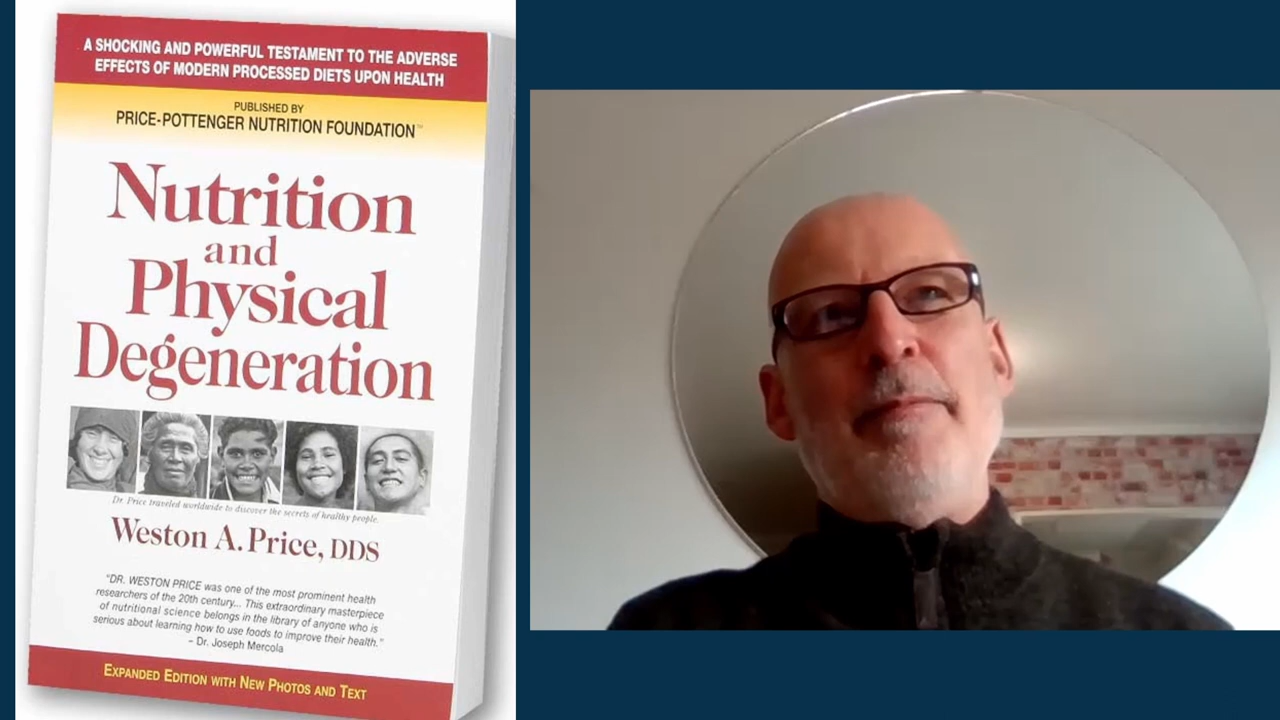 A SHOCKING AND POWERFUL TESTAMENT TO THE ADVERSE
EFFECTS OF MODERN PROCESSED DIETS UPON HEALTH
PUBLISHED BY
PRICE-POTTENGER NUTRITION FOUNDATION™
Nutrition
and
Physical
Degeneration
Dr. Price traveled worldwide to discover the secrets of healthy people.
Weston A. Price, DDS
"DR. WESTON PRICE was one of the most prominent health
researchers of the 20th century... This extraordinary masterpiece
of nutritional science belongs in the library of anyone who is
serious about learning how to use foods to improve their health."
– Dr. Joseph Mercola
EXPANDED EDITION WITH NEW PHOTOS AND TEXT